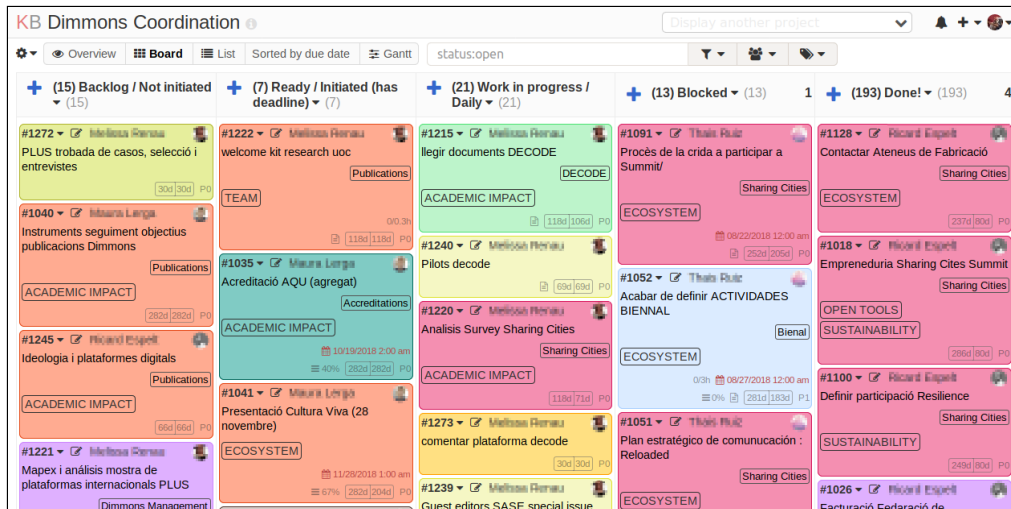 KB Dimmons Coordination
Display another project
Overview Board List Sorted by due date Gantt status:open
(15) Backlog / Not initiated (15)
#1272
PLUS trobada de casos, selecció i
entrevistes
30d 30d P0
#1040
Instruments seguiment objectius
publicacions Dimmons
Publications
ACADEMIC IMPACT
282d 282d P0
#1245
Ideologia i plataformes digitals
Publications
ACADEMIC IMPACT
66d 66d P0
#1221
Mapex i análisis mostra de
plataformes internacionals PLUS
Dimmons Management
(7) Ready / Initiated (has
deadline) (7)
#1222
welcome kit research uoc
Publications
TEAM
0/0.3h
118d 118d P0
#1035
Acreditació AQU (agregat)
Accreditations
ACADEMIC IMPACT
10/19/2018 2:00 am
40% 282d 282d P0
#1041
Presentació Cultura Viva (28
novembre)
ECOSYSTEM
11/28/2018 1:00 am
67% 282d 204d P0
(21) Work in progress /
Daily (21)
#1215
llegir documents DECODE
DECODE
ACADEMIC IMPACT
118d 106d P0
#1240
Pilots decode
69d 69d P0
#1220
Analisis Survey Sharing Cities
Sharing Cities
ACADEMIC IMPACT
118d 71d P0
#1273
comentar plataforma decode
30d 30d P0
#1239
Guest editors SASE special issue
(13) Blocked (13) 1
#1091
Procès de la crida a participar a
Summit/
Sharing Cities
ECOSYSTEM
08/22/2018 12:00 am
252d 205d P0
#1052
Acabar de definir ACTIVIDADES
BIENNAL
Bienal
ECOSYSTEM
0/3h 08/27/2018 12:00 am
0% 281d 183d P1
#1051
Plan estratégico de comunucación :
Reloaded
Sharing Cities
ECOSYSTEM
(193) Done! (193) 4
#1128
Contactar Ateneus de Fabricació
Sharing Cities
ECOSYSTEM
237d 80d P0
#1018
Empreneduria Sharing Cites Summit
Sharing Cities
OPEN TOOLS
SUSTAINABILITY
286d 80d P0
#1100
Definir participació Resilience
Sharing Cities
SUSTAINABILITY
249d 80d P0
#1026
Facturació Federació de